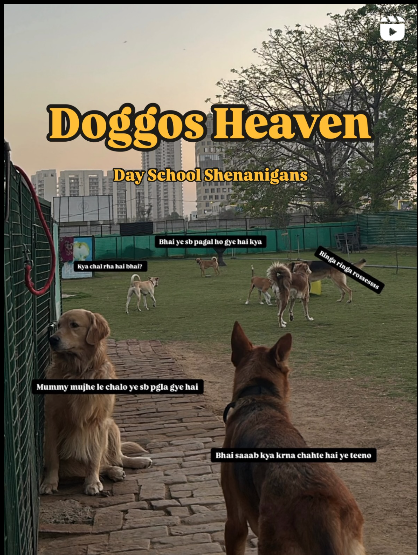 Doggos Heaven
Day School Shenanigans
Bhai ye sb pagal ho gye hai kya
Kya chal rha hai bhai?
Ringa ringa rossesss
Mummy mujhe le chalo ye sb pgla gye hai
Bhai saaab kya krna chahte hai ye teeno